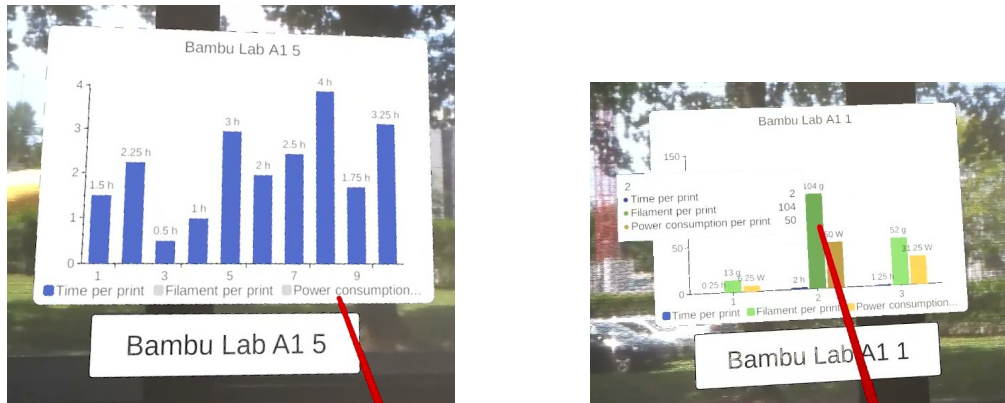 Bambu Lab A1 5
4
3
2
1
0
1.5 h
2.25 h
0.5 h
1 h
3 h
2 h
2.5 h
4 h
1.75 h
3.25 h
1 3 5 7 9
Time per print Filament per print Power consumption...
Bambu Lab A1 5
Bambu Lab A1 1
150
2
Time per print 2
Filament per print 104
Power consumption per print 50
50
0
104 g
13 g
52 g
31.25 W
0.25 h
2 h
1.25 h
1 2 3
Time per print Filament per print Power consumption...
Bambu Lab A1 1